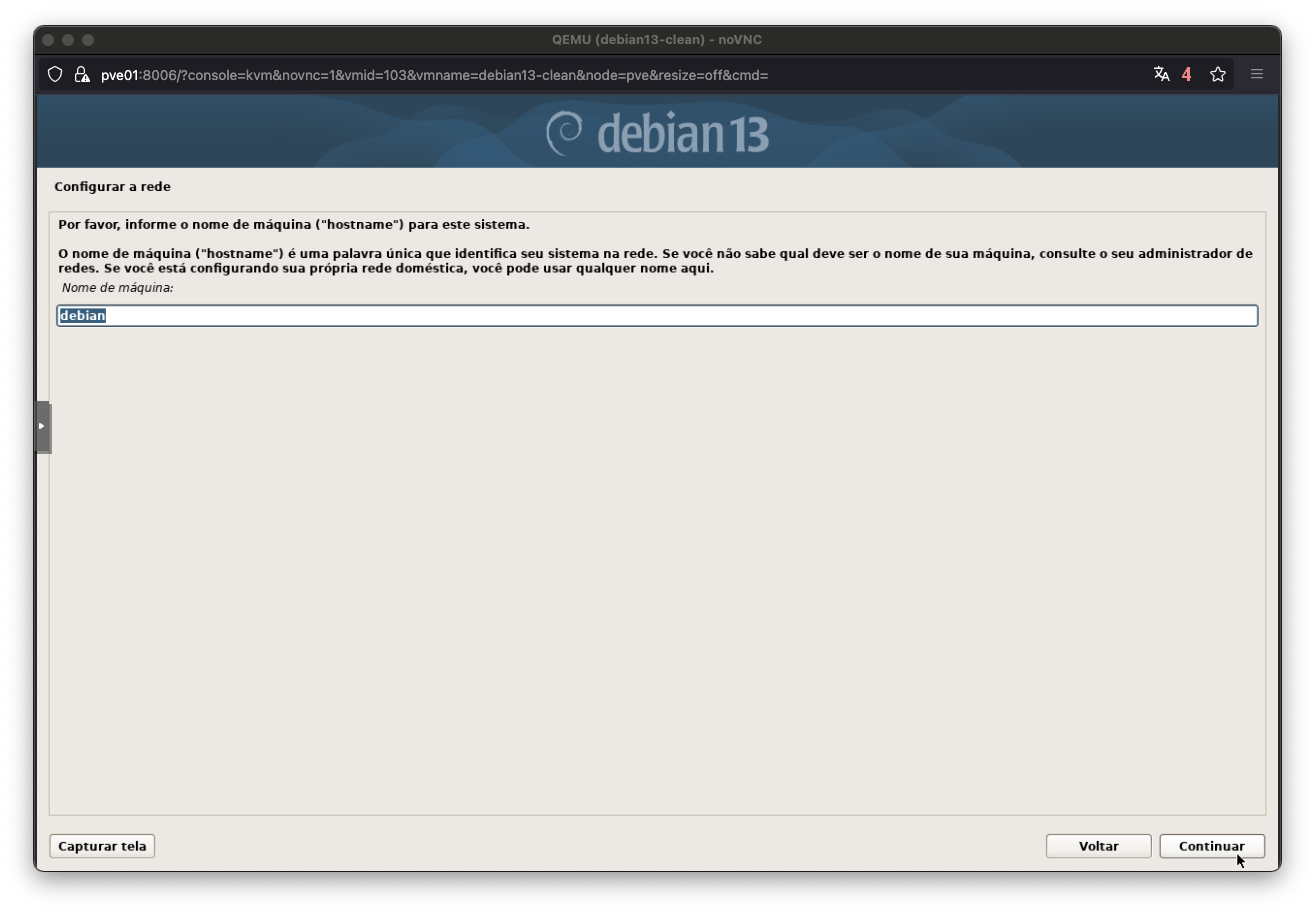 QEMU (debian13-clean) - noVNC
pve01:8006/?console=kvm&novnc=1&vmid=103&vmname=debian13-clean&node=pve&resize=off&cmd=
4
debian 13
Configurar a rede
Por favor, informe o nome de máquina ("hostname") para este sistema.
O nome de máquina ("hostname") é uma palavra única que identifica seu sistema na rede. Se você não sabe qual deve ser o nome de sua máquina, consulte o seu administrador de
redes. Se você está configurando sua própria rede doméstica, você pode usar qualquer nome aqui.
Nome de máquina:
debian
Capturar tela
Voltar
Continuar